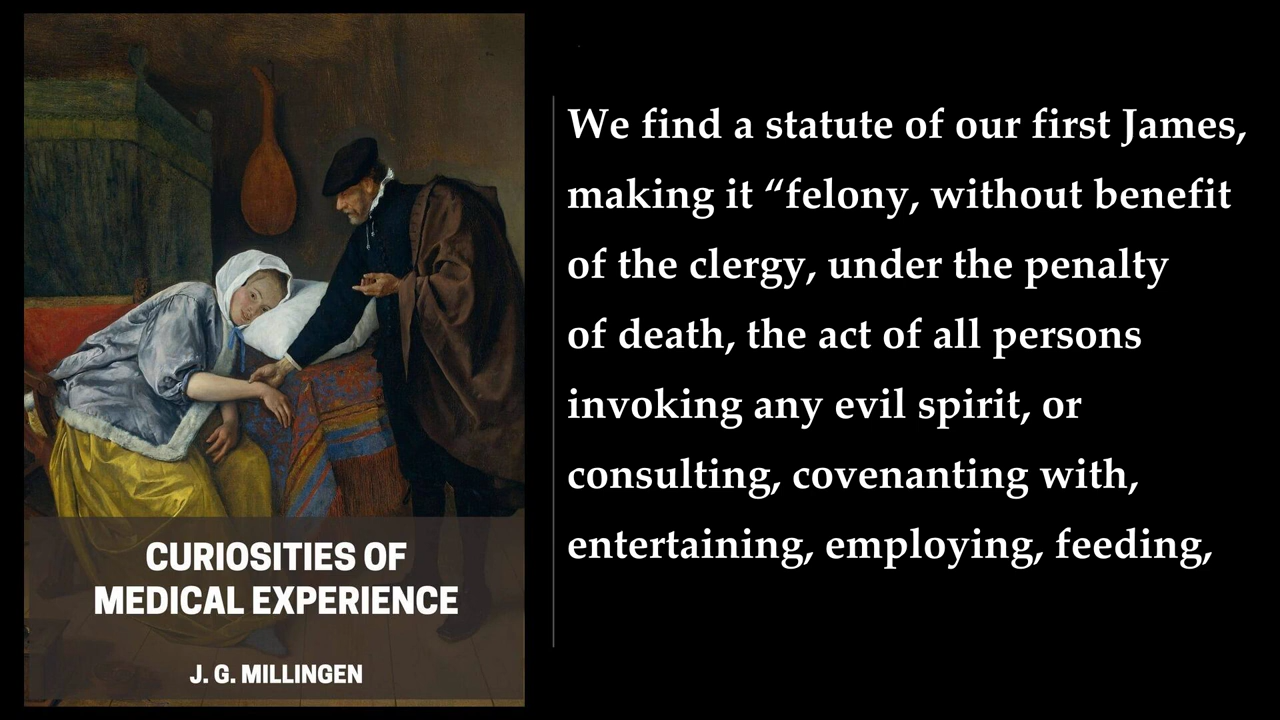 CURIOSITIES OF
MEDICAL EXPERIENCE
J. G. MILLINGEN
We find a statute of our first James,
making it “felony, without benefit
of the clergy, under the penalty
of death, the act of all persons
invoking any evil spirit, or
consulting, covenanting with,
entertaining, employing, feeding,